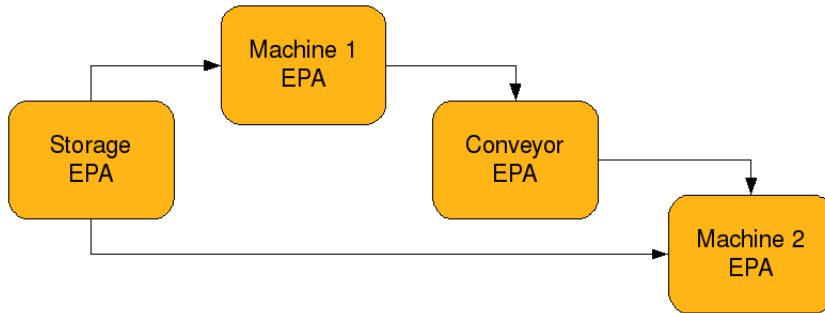 Machine 1
EPA
Storage
EPA
Conveyor
EPA
Machine 2
EPA